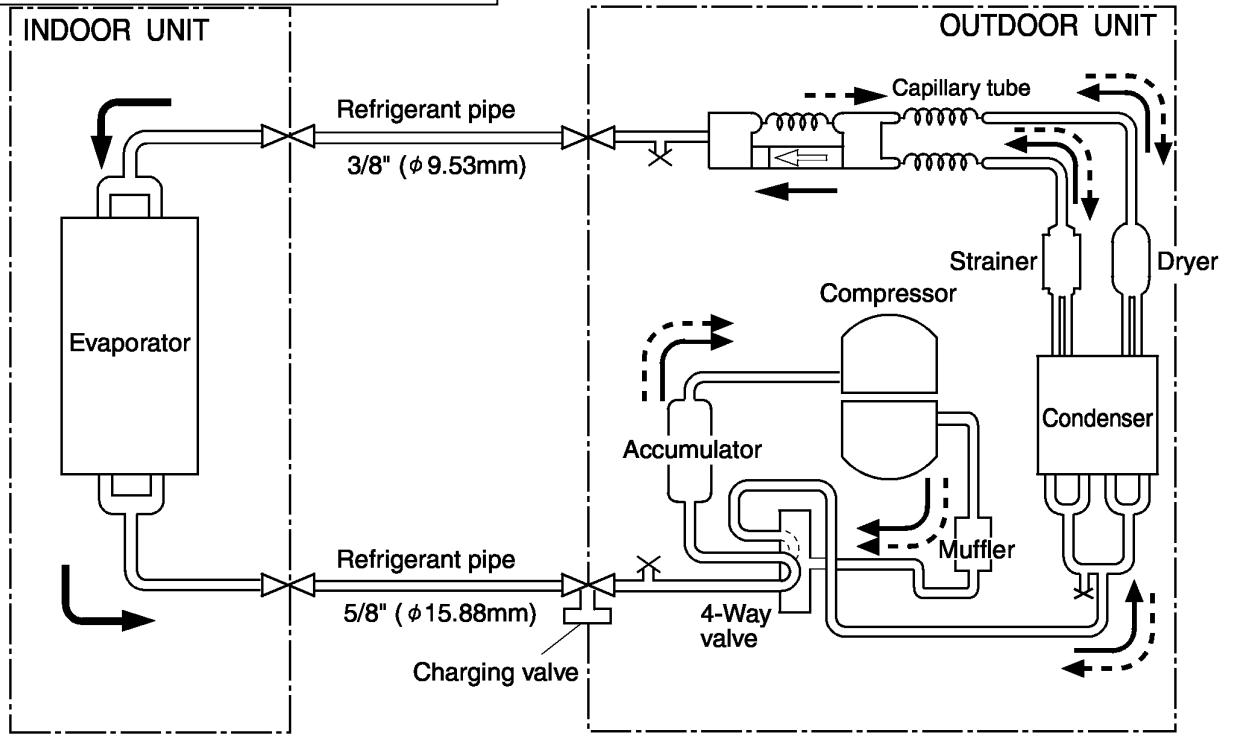 INDOOR UNIT
OUTDOOR UNIT
Capillary tube
Refrigerant pipe
3/8" (ϕ9.53mm)
Strainer
Dryer
Compressor
Evaporator
Condenser
Accumulator
Muffler
Refrigerant pipe
5/8" (ϕ15.88mm)
4-Way
valve
Charging valve